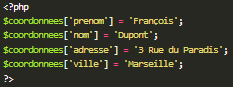 <?php
$coordonnees['prenom'] = 'François';
$coordonnees['nom'] = 'Dupont';
$coordonnees['adresse'] = '3 Rue du Paradis';
$coordonnees['ville'] = 'Marseille';
?>